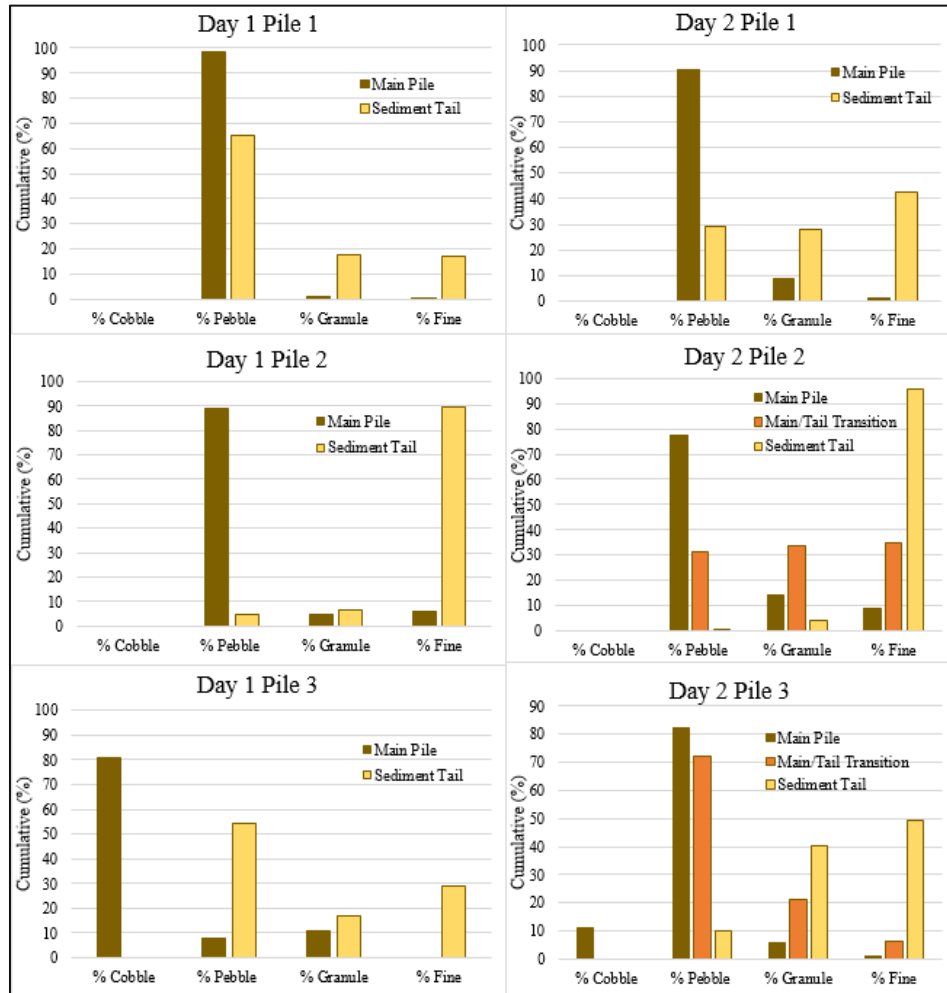 Day 1 Pile 1
Cumulative (%)
100
90
80
70
60
50
40
30
20
10
0
Main Pile
Sediment Tail
% Cobble % Pebble % Granule % Fine
Day 2 Pile 1
Cumulative (%)
100
90
80
70
60
50
40
30
20
10
0
Main Pile
Sediment Tail
% Cobble % Pebble % Granule % Fine
Day 1 Pile 2
Cumulative (%)
100
90
80
70
60
50
40
30
20
10
0
Main Pile
Sediment Tail
% Cobble % Pebble % Granule % Fine
Day 2 Pile 2
Cumulative (%)
100
90
80
70
60
50
40
30
20
10
0
Main Pile
Main/Tail Transition
Sediment Tail
% Cobble % Pebble % Granule % Fine
Day 1 Pile 3
Cumulative (%)
100
90
80
70
60
50
40
30
20
10
0
Main Pile
Sediment Tail
% Cobble % Pebble % Granule % Fine
Day 2 Pile 3
Cumulative (%)
90
80
70
60
50
40
30
20
10
0
Main Pile
Main/Tail Transition
Sediment Tail
% Cobble % Pebble % Granule % Fine